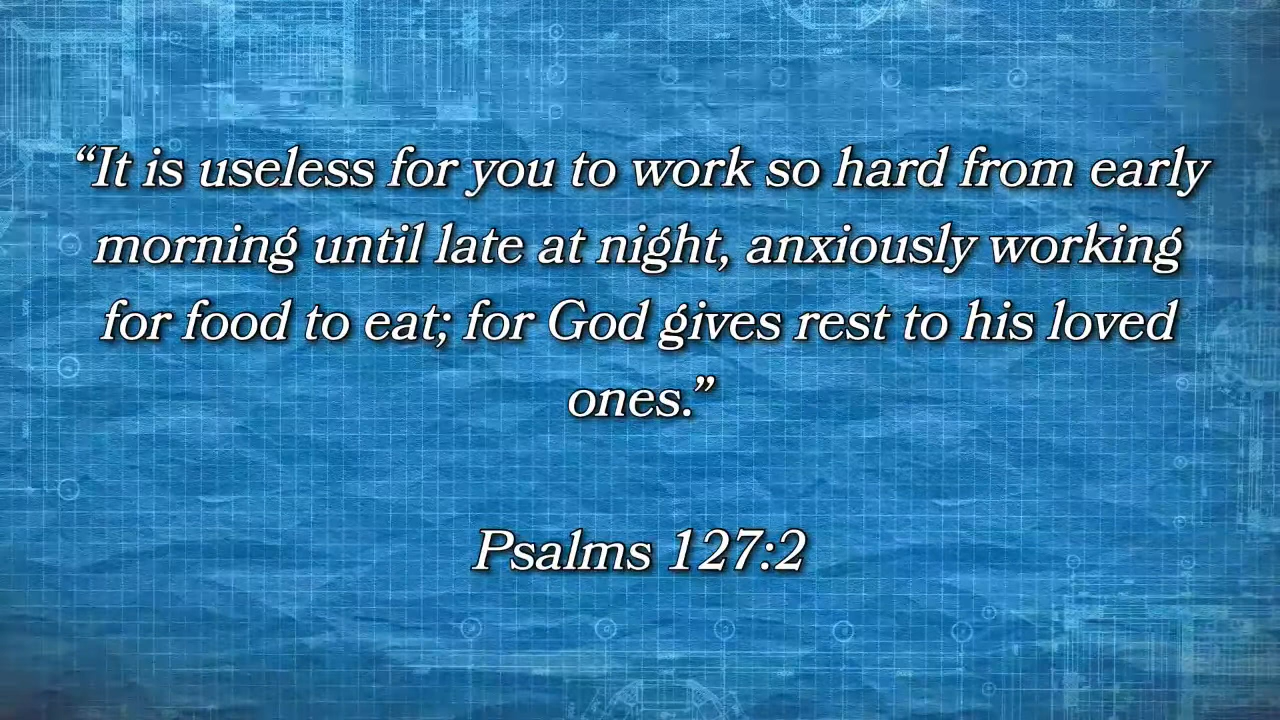 “It is useless for you to work so hard from early
morning until late at night, anxiously working
for food to eat; for God gives rest to his loved
ones.”
Psalms 127:2